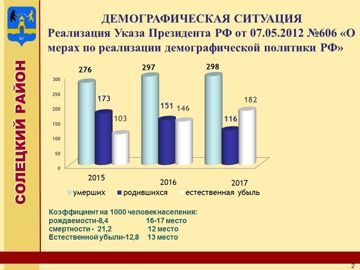 ДЕМОГРАФИЧЕСКАЯ СИТУАЦИЯ
Реализация Указа Президента РФ от 07.05.2012 №606 «О
мерах по реализации демографической политики РФ»
СОЛЕЦКИЙ РАЙОН
300
250
200
150
100
50
0
276
173
103
297
151
146
298
116
182
2015
2016
2017
умерших
родившихся
естественная убыль
Коэффициент на 1000 человек населения:
рождаемости-8,4 16-17 место
смертности - 21,2 12 место
Естественной убыли-12,8 13 место
2